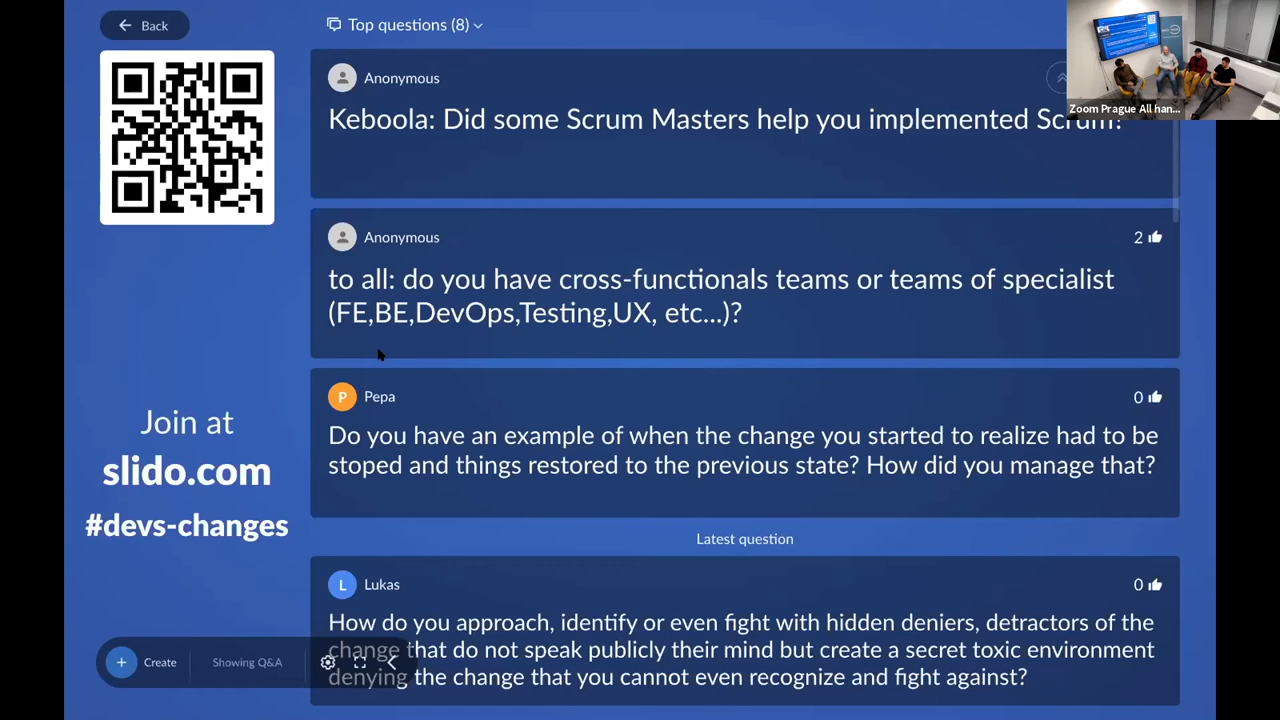 Back
Top questions (8)
Anonymous
Keboola: Did some Scrum Masters help you implemented Scrum?
Zoom Prague All han...
Anonymous
2
to all: do you have cross-functionals teams or teams of specialist
(FE,BE,DevOps,Testing,UX, etc...)?
P
Pepa
0
Do you have an example of when the change you started to realize had to be
stoped and things restored to the previous state? How did you manage that?
Join at
slido.com
#devs-changes
Latest question
L
Lukas
0
How do you approach, identify or even fight with hidden deniers, detractors of the
change that do not speak publicly their mind but create a secret toxic environment
denying the change that you cannot even recognize and fight against?
Create
Showing Q&A